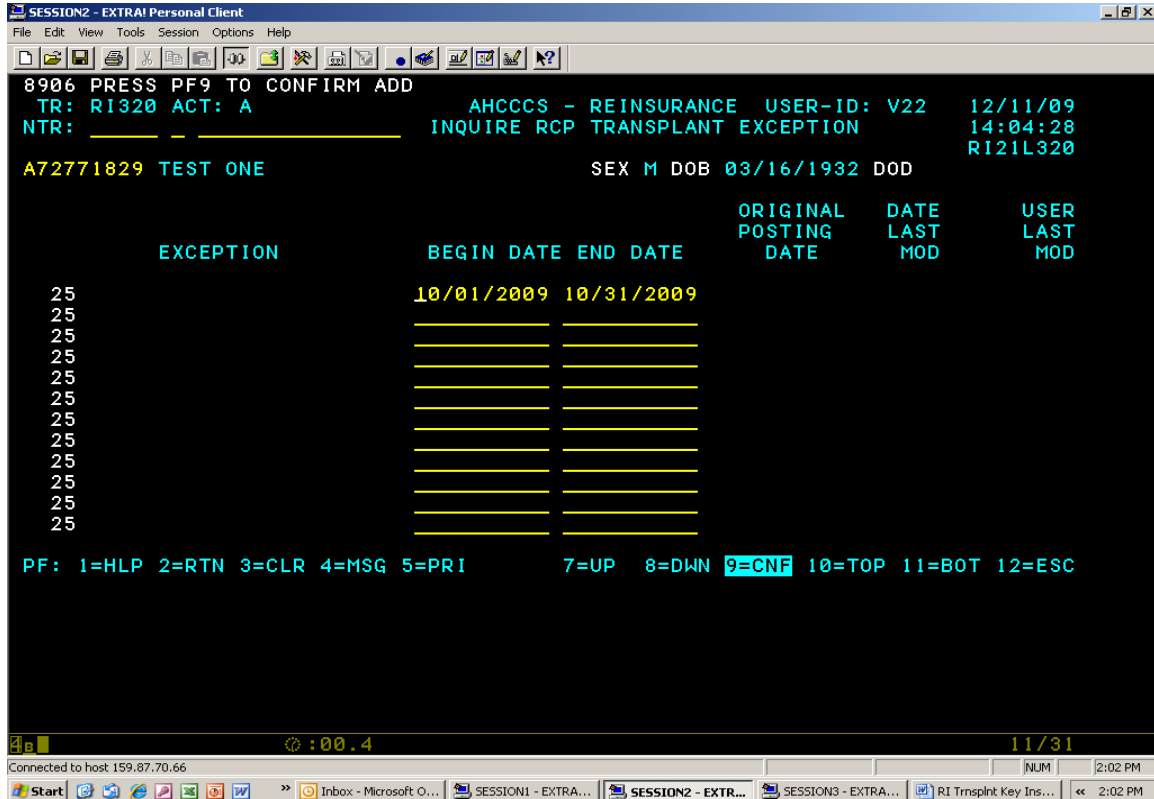 SESSION2 - EXTRA! Personal Client
File Edit View Tools Session Options Help
8906 PRESS PF9 TO CONFIRM ADD
TR: RI320 ACT: A AHCCCS - REINSURANCE USER-ID: V22 12/11/09
NTR: ______ _ __________________ INQUIRE RCP TRANSPLANT EXCEPTION 14:04:28
RI21L320
A72771829 TEST ONE SEX M DOB 03/16/1932 DOD
ORIGINAL DATE USER
POSTING LAST LAST
EXCEPTION BEGIN DATE END DATE DATE MOD MOD
25 10/01/2009 10/31/2009
25
25
25
25
25
25
25
25
25
25
25
PF: 1=HLP 2=RTN 3=CLR 4=MSG 5=PRI 7=UP 8=DWN 9=CNF 10=TOP 11=BOT 12=ESC
4B :00.4 11/31
Connected to host 159.87.70.66 NUM 2:02 PM
Start Inbox - Microsoft O... SESSION1 - EXTRA... SESSION2 - EXTR... SESSION3 - EXTRA... RI Trnsplnt Key Ins... 2:02 PM